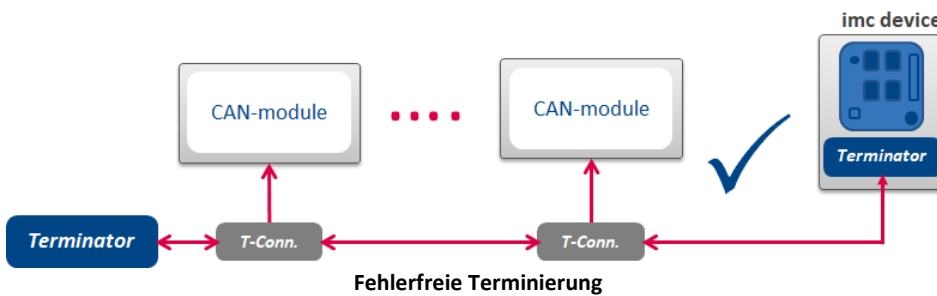 imc device
CAN-module
CAN-module
Terminator
Terminator
T-Conn.
T-Conn.
Fehlerfreie Terminierung